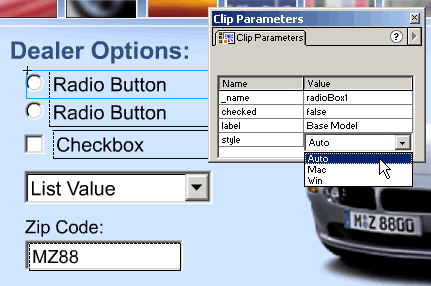 Dealer Options:
Radio Button
Radio Button
Checkbox
List Value
Zip Code:
MZ88
Clip Parameters
Clip Parameters
?
Name Value
_name radioBox1
checked false
label Base Model
style Auto
Auto
Mac
Win
M·Z 8800